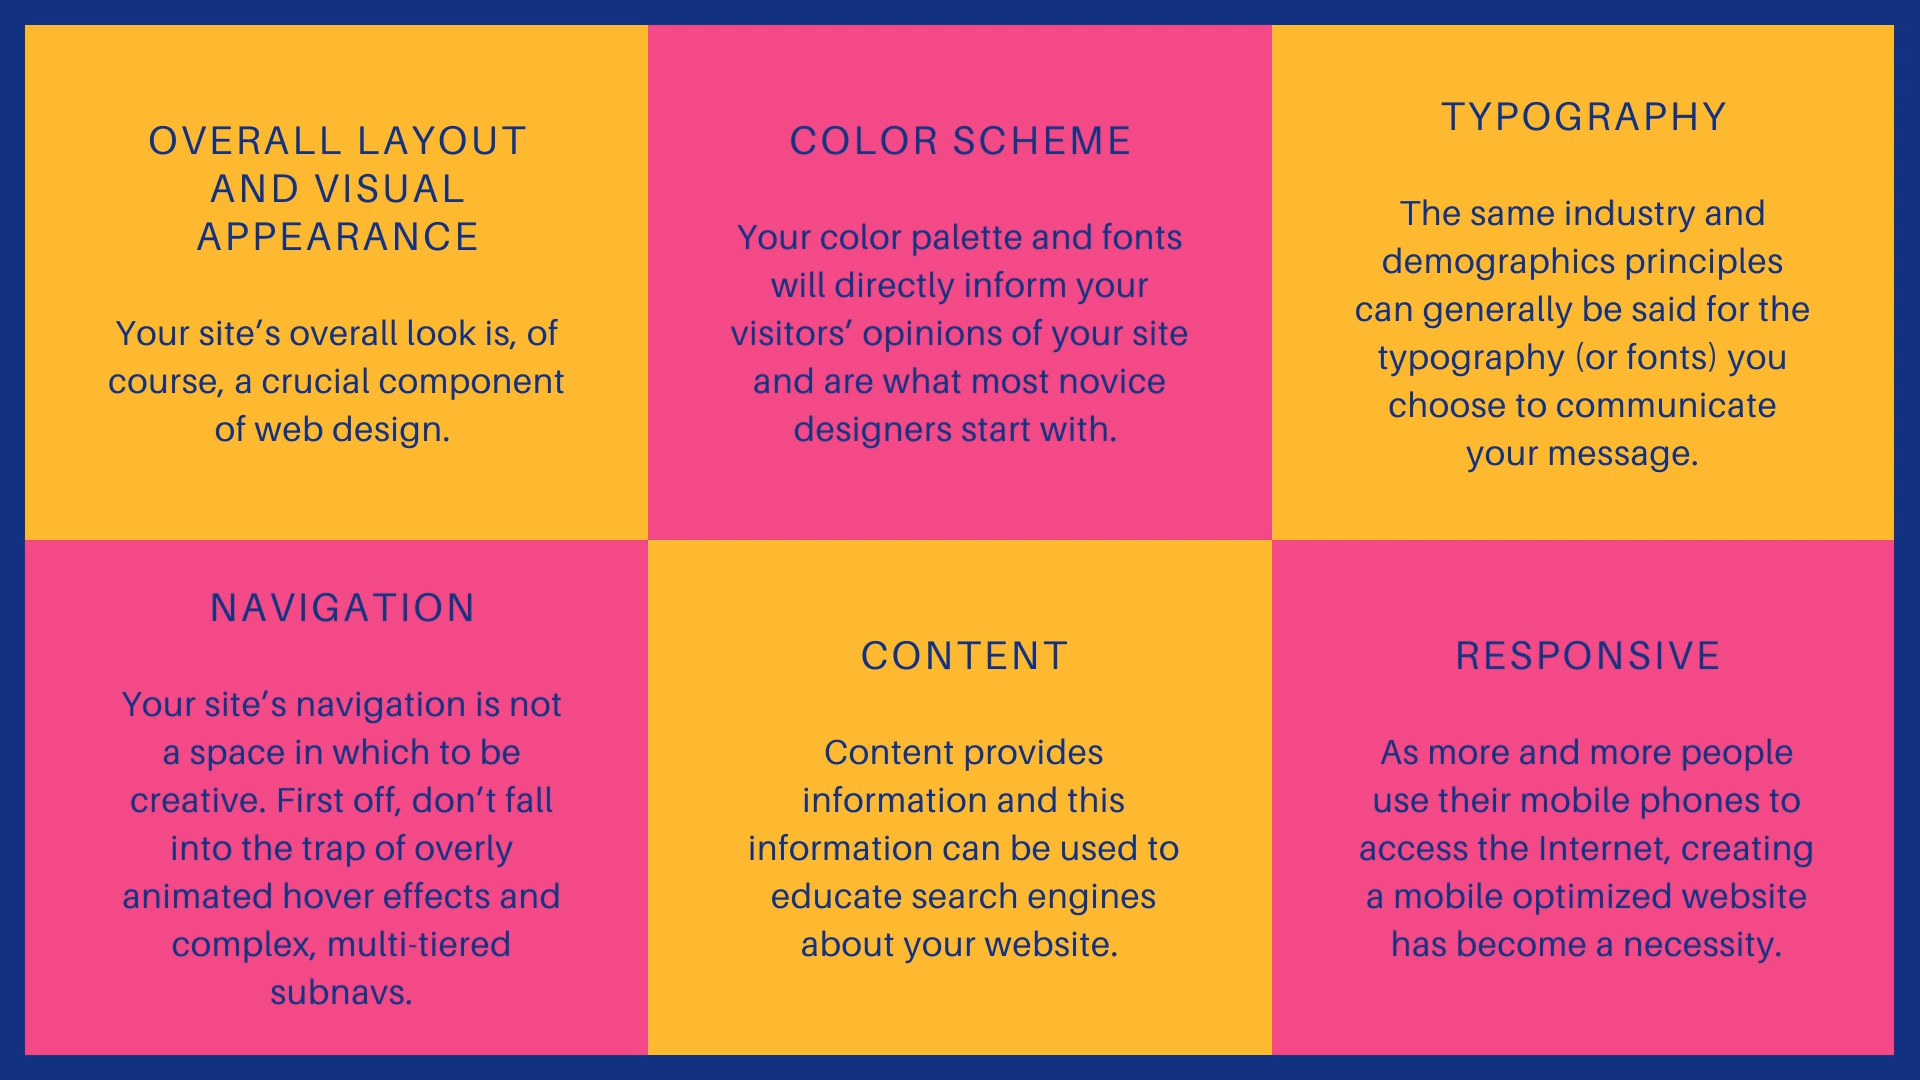 OVERALL LAYOUT
AND VISUAL
APPEARANCE
Your site’s overall look is, of
course, a crucial component
of web design.
COLOR SCHEME
Your color palette and fonts
will directly inform your
visitors’ opinions of your site
and are what most novice
designers start with.
TYPOGRAPHY
The same industry and
demographics principles
can generally be said for the
typography (or fonts) you
choose to communicate
your message.
NAVIGATION
Your site’s navigation is not
a space in which to be
creative. First off, don’t fall
into the trap of overly
animated hover effects and
complex, multi-tiered
subnavs.
CONTENT
Content provides
information and this
information can be used to
educate search engines
about your website.
RESPONSIVE
As more and more people
use their mobile phones to
access the Internet, creating
a mobile optimized website
has become a necessity.